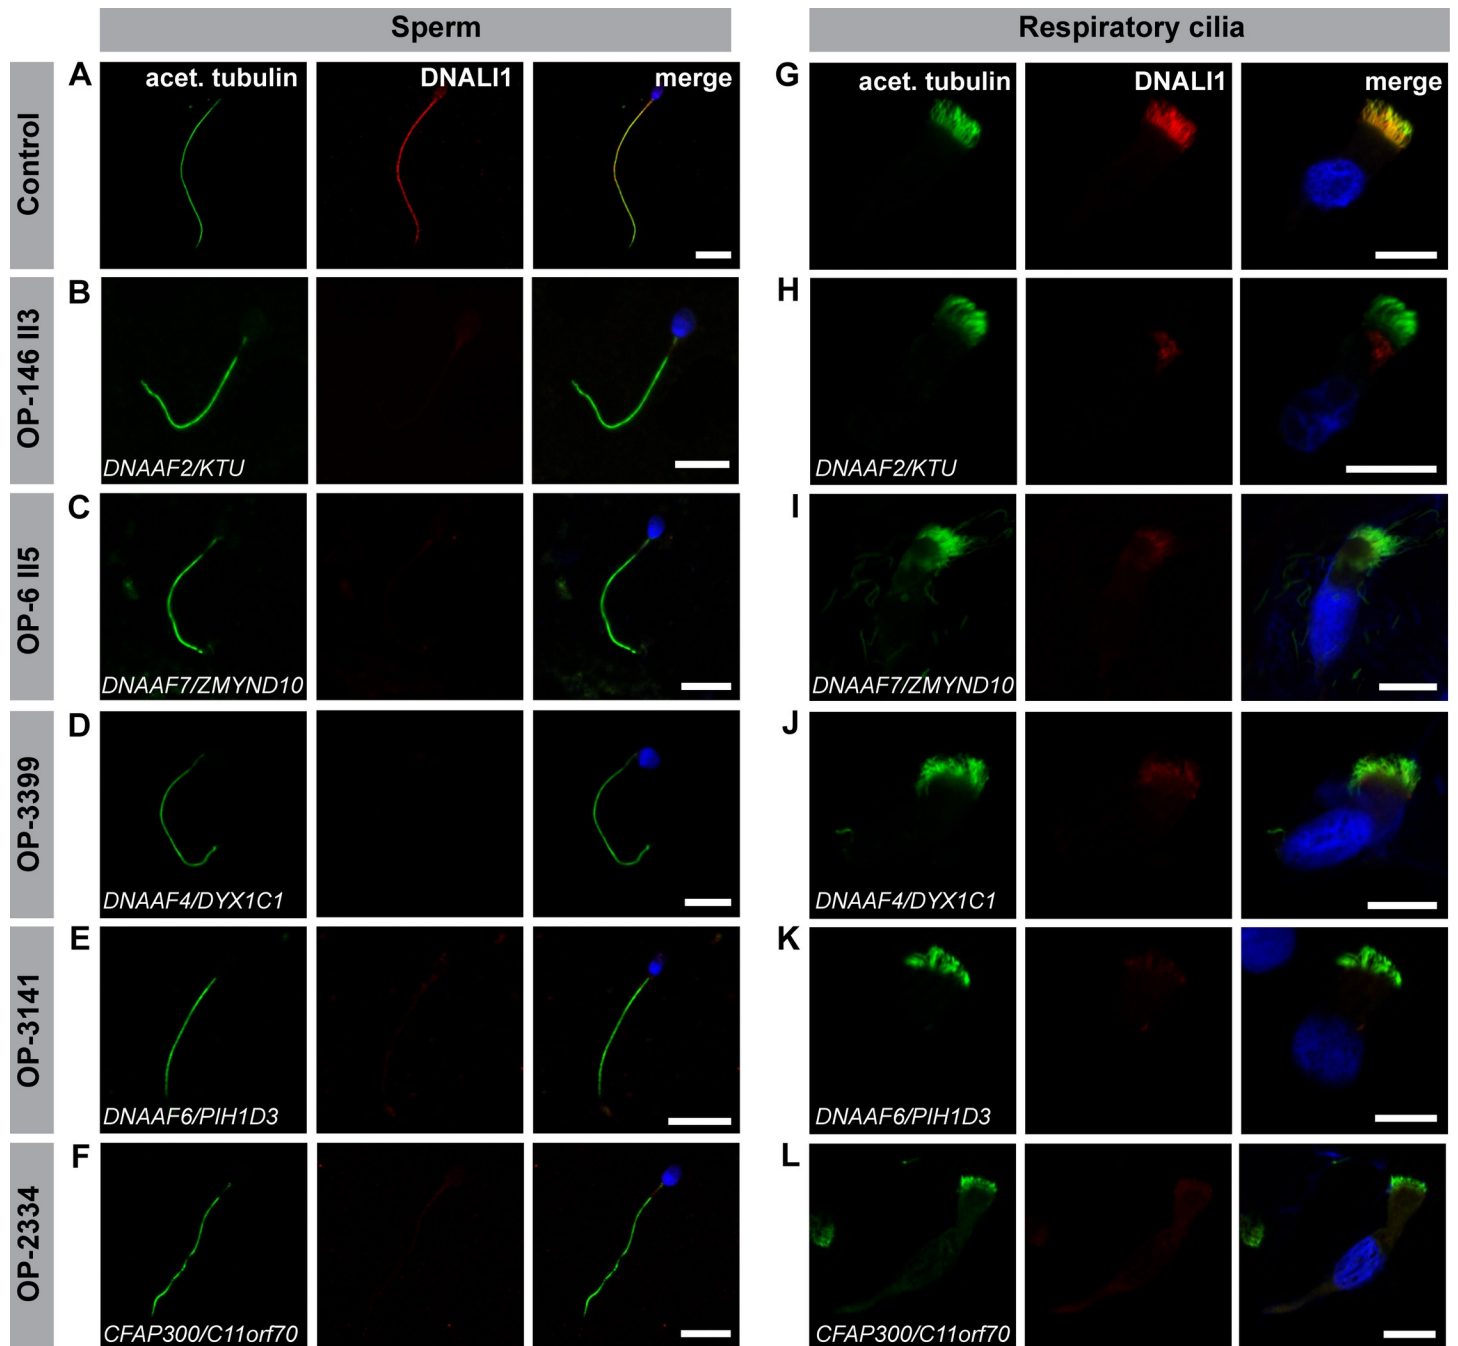 Sperm
Respiratory cilia
Control
A
acet. tubulin
DNALI1
merge
G
acet. tubulin
DNALI1
merge
OP-146 II3
B
DNAAF2/KTU
H
DNAAF2/KTU
OP-6 II5
C
DNAAF7/ZMYND10
I
DNAAF7/ZMYND10
OP-3399
D
DNAAF4/DYX1C1
J
DNAAF4/DYX1C1
OP-3141
E
DNAAF6/PIH1D3
K
DNAAF6/PIH1D3
OP-2334
F
CFAP300/C11orf70
L
CFAP300/C11orf70